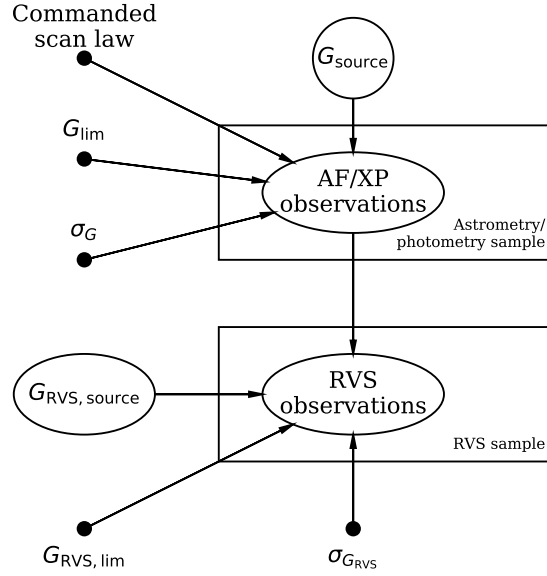 Commanded
scan law
G_source
G_lim
AF/XP
observations
σ_G
Astrometry/
photometry sample
RVS
observations
G_RVS, source
RVS sample
G_RVS, lim
σ_G_RVS